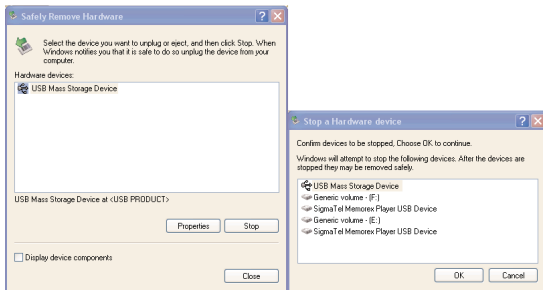 Safely Remove Hardware
Select the device you want to unplug or eject, and then click Stop. When
Windows notifies you that it is safe to do so unplug the device from your
computer.
Hardware devices:
USB Mass Storage Device
USB Mass Storage Device at <USB PRODUCT>
Properties
Stop
Display device components
Close
Stop a Hardware device
Confirm devices to be stopped, Choose OK to continue.
Windows will attempt to stop the following devices. After the devices are
stopped they may be removed safely.
USB Mass Storage Device
Generic volume - (F:)
SigmaTel Memorex Player USB Device
Generic volume - (E:)
SigmaTel Memorex Player USB Device
OK
Cancel